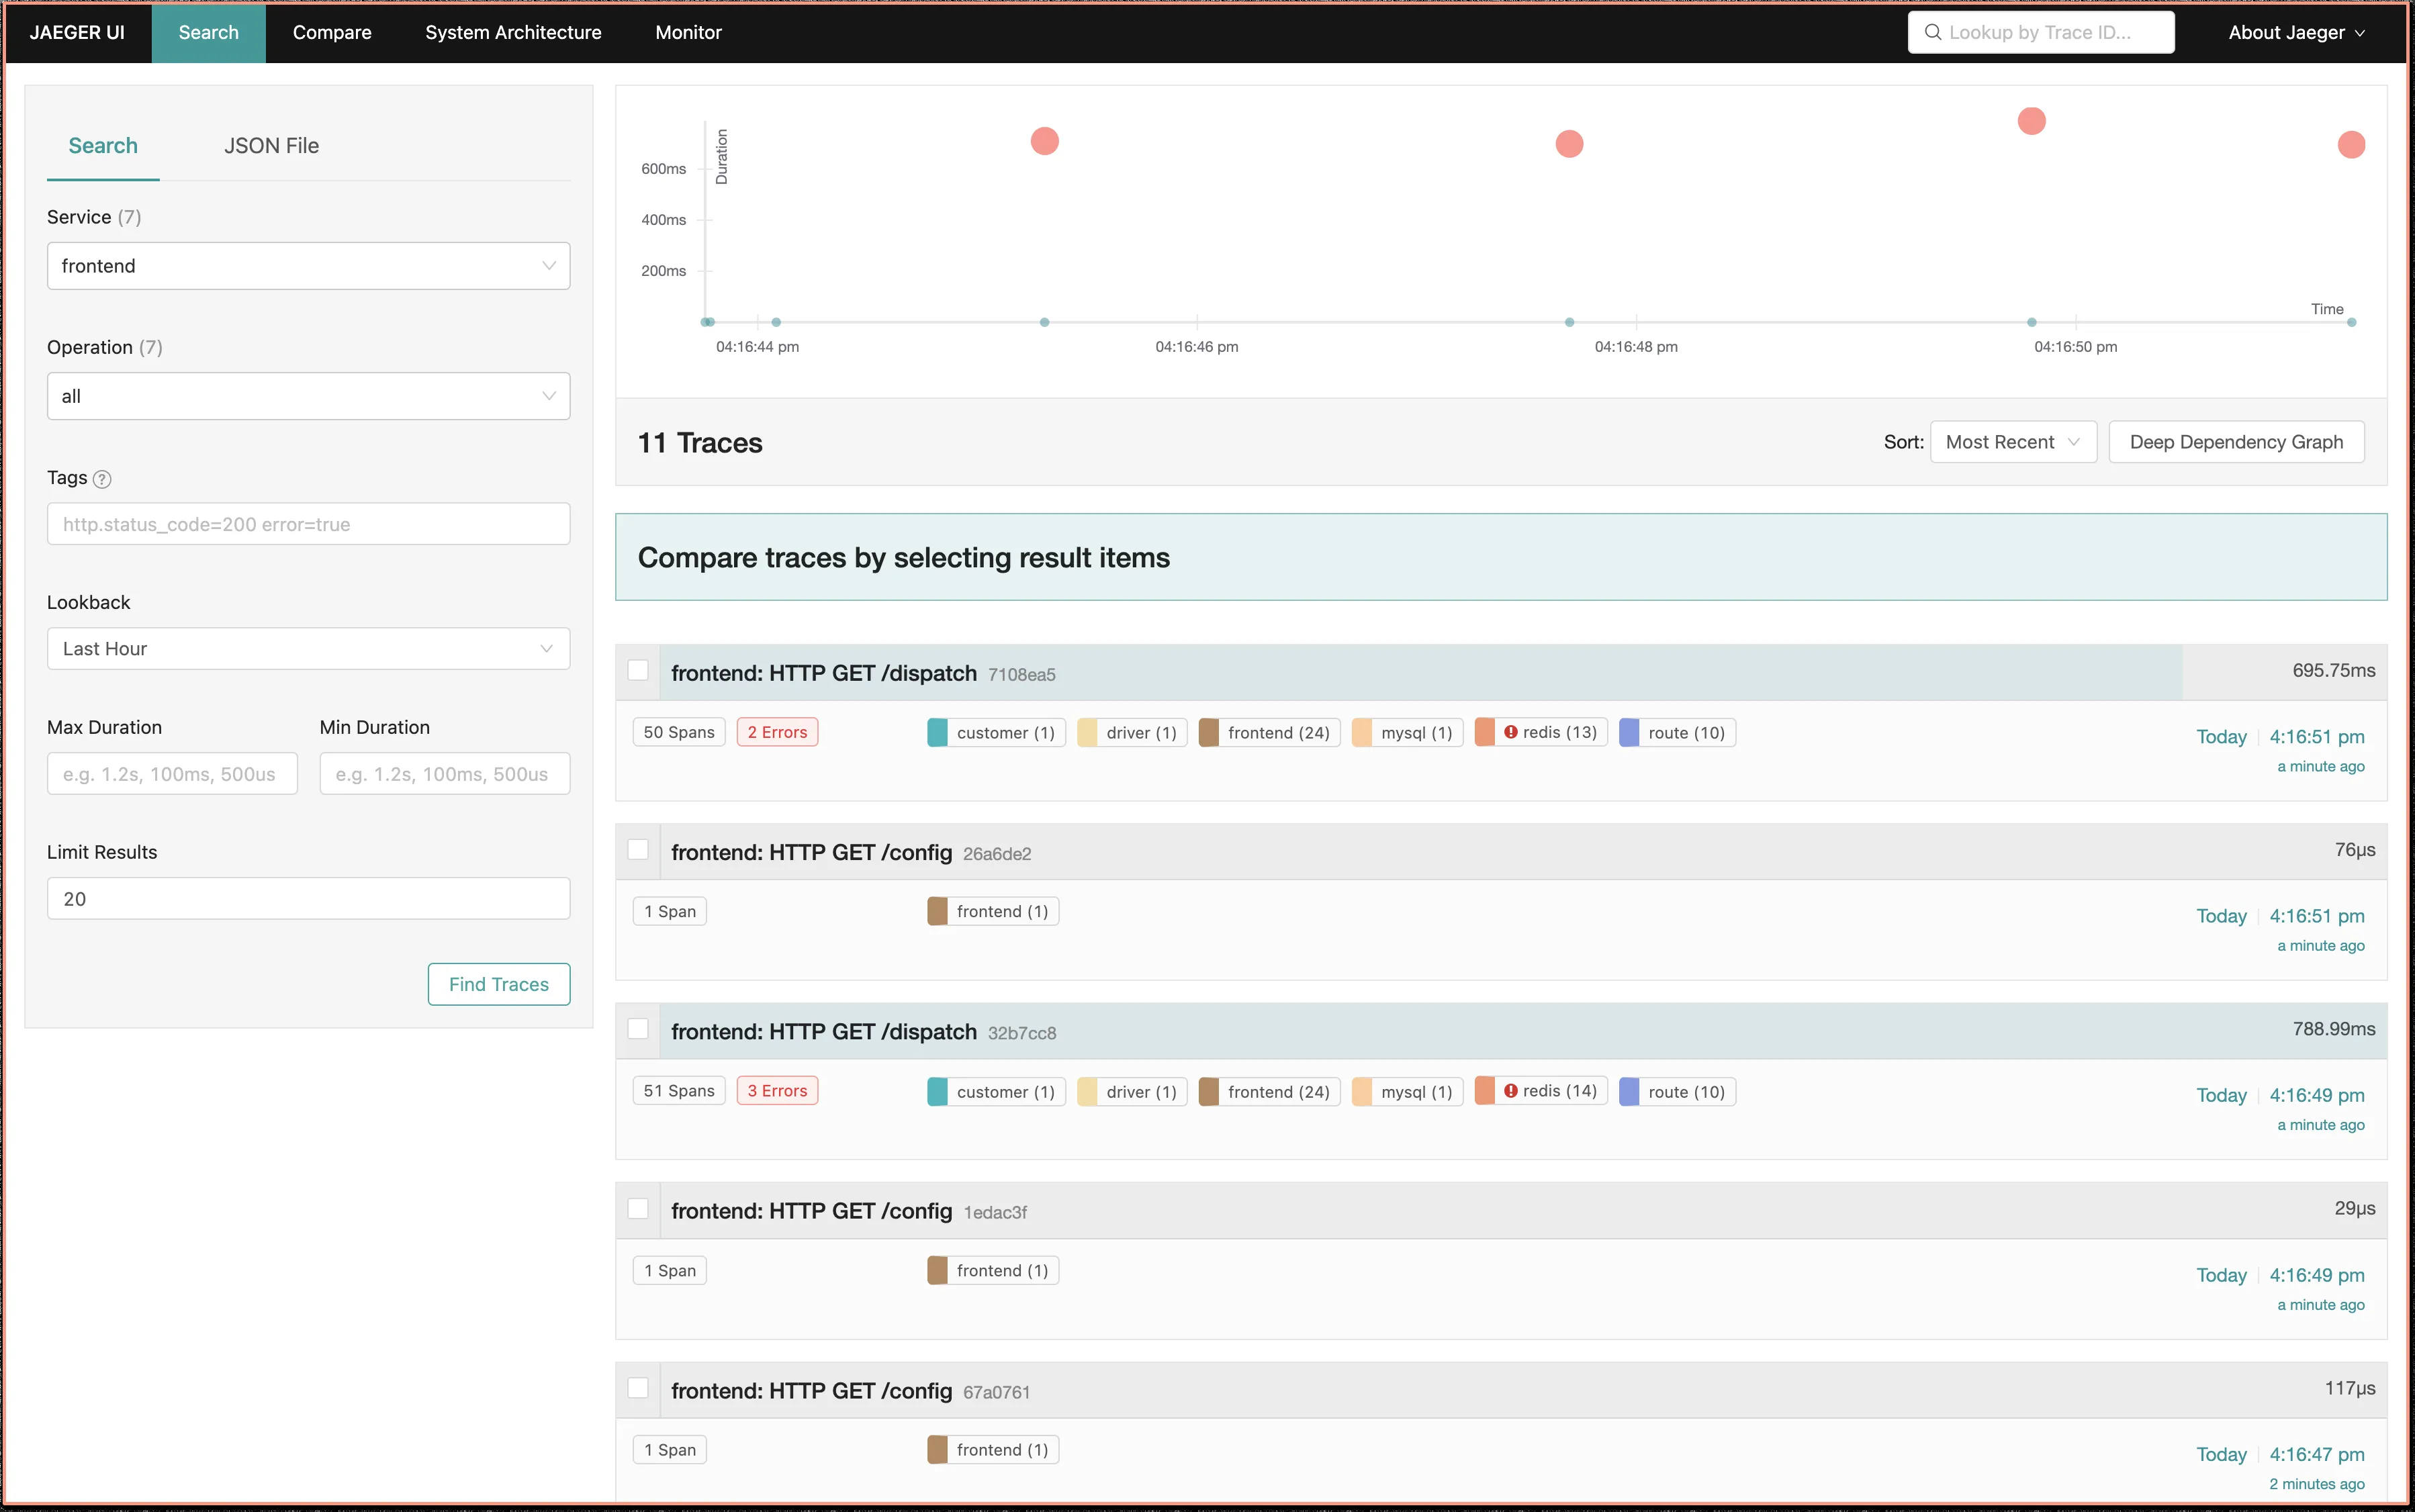 JAEGER UI Search Compare System Architecture Monitor Lookup by Trace ID... About Jaeger
Search JSON File
Service (7)
frontend
Operation (7)
all
Tags ?
http.status_code=200 error=true
Lookback
Last Hour
Max Duration Min Duration
e.g. 1.2s, 100ms, 500us e.g. 1.2s, 100ms, 500us
Limit Results
20
Find Traces
Duration
600ms
400ms
200ms
Time
04:16:44 pm 04:16:46 pm 04:16:48 pm 04:16:50 pm
11 Traces Sort: Most Recent Deep Dependency Graph
Compare traces by selecting result items
frontend: HTTP GET /dispatch 7108ea5 695.75ms
50 Spans 2 Errors customer (1) driver (1) frontend (24) mysql (1) redis (13) route (10)
Today 4:16:51 pm
a minute ago
frontend: HTTP GET /config 26a6de2 76µs
1 Span frontend (1)
Today 4:16:51 pm
a minute ago
frontend: HTTP GET /dispatch 32b7cc8 788.99ms
51 Spans 3 Errors customer (1) driver (1) frontend (24) mysql (1) redis (14) route (10)
Today 4:16:49 pm
a minute ago
frontend: HTTP GET /config 1edac3f 29µs
1 Span frontend (1)
Today 4:16:49 pm
a minute ago
frontend: HTTP GET /config 67a0761 117µs
1 Span frontend (1)
Today 4:16:47 pm
2 minutes ago